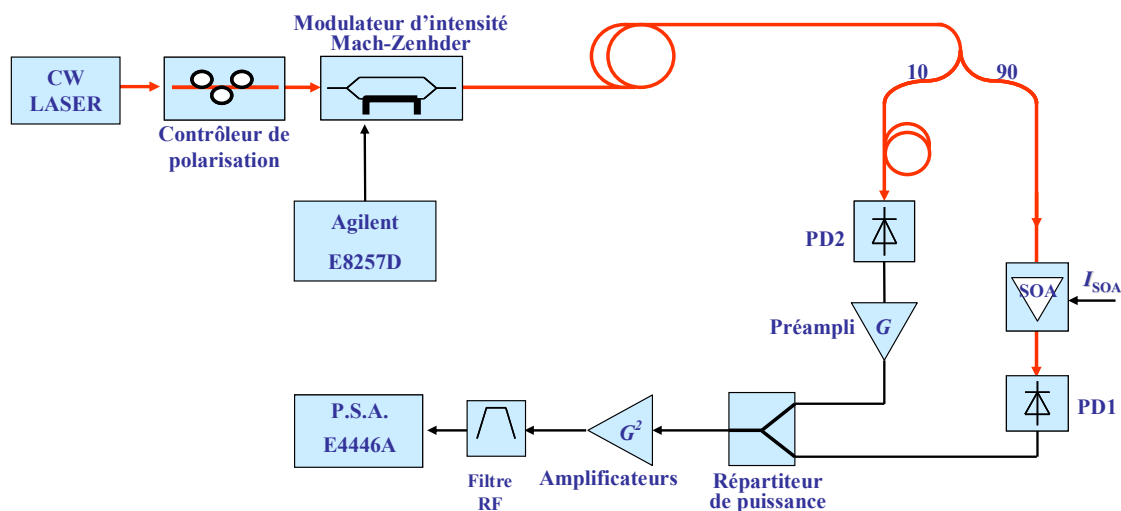 Modulateur d'intensité
Mach-Zenhder
CW
LASER
Contrôleur de
polarisation
10
90
Agilent
E8257D
PD2
SOA
I_SOA
Préampli
G
PD1
P.S.A.
E4446A
Filtre
RF
G²
Amplificateurs
Répartiteur
de puissance